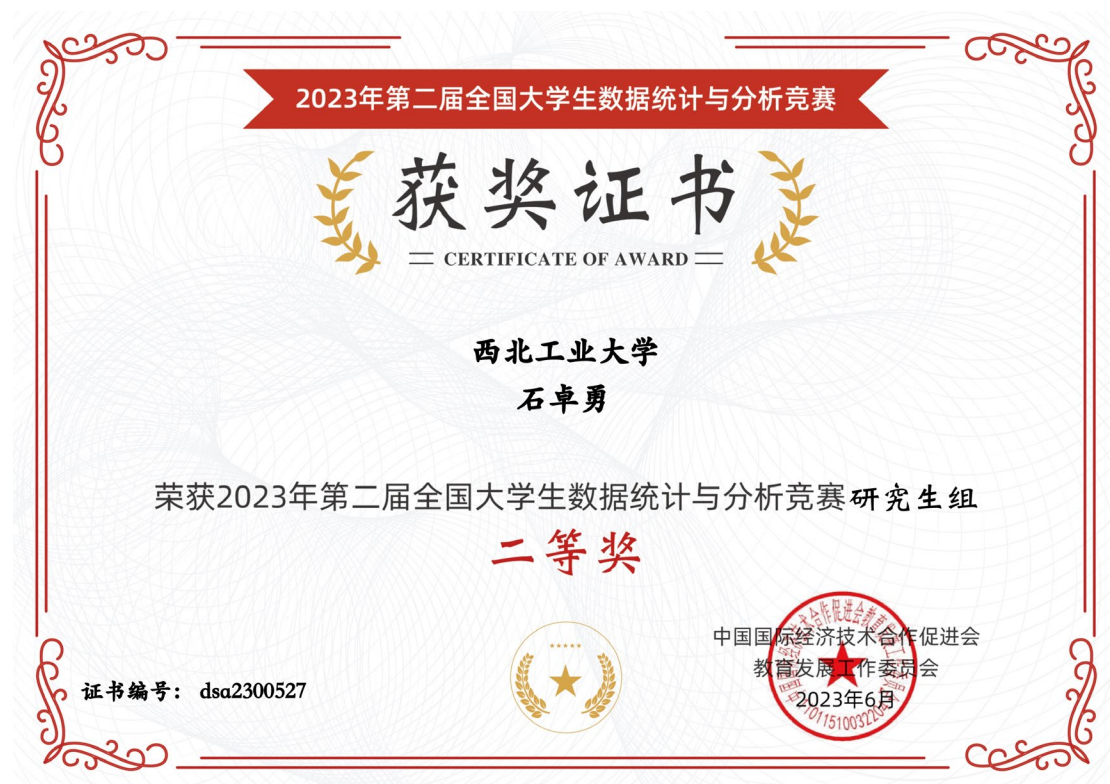 2023年第二届全国大学生数据统计与分析竞赛
获奖证书
CERTIFICATE OF AWARD
西北工业大学
石卓勇
荣获2023年第二届全国大学生数据统计与分析竞赛研究生组
二等奖
中国国际经济技术合作促进会
教育发展工作委员会
2023年6月
证书编号: dsa2300527